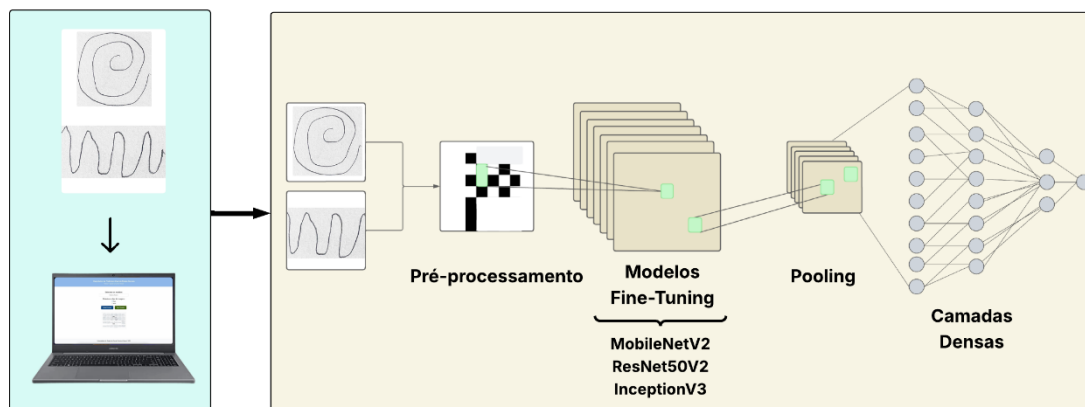 Pré-processamento
Modelos
Fine-Tuning
MobileNetV2
ResNet50V2
InceptionV3
Pooling
Camadas
Densas